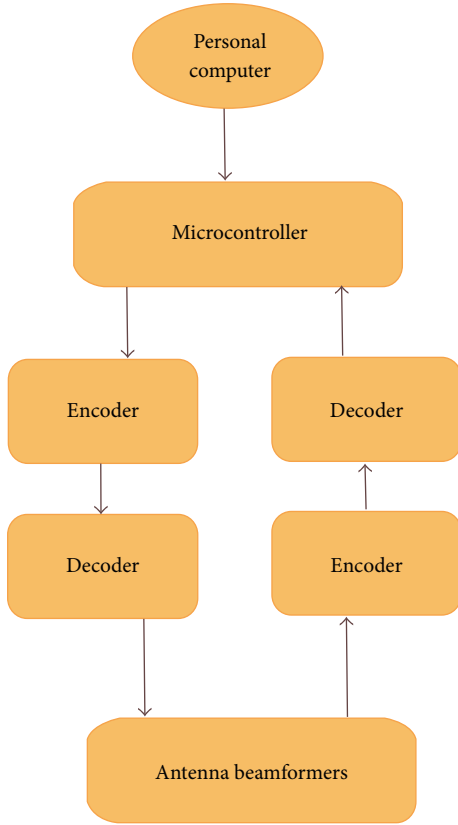 Personal
computer
Microcontroller
Encoder
Decoder
Decoder
Encoder
Antenna beamformers